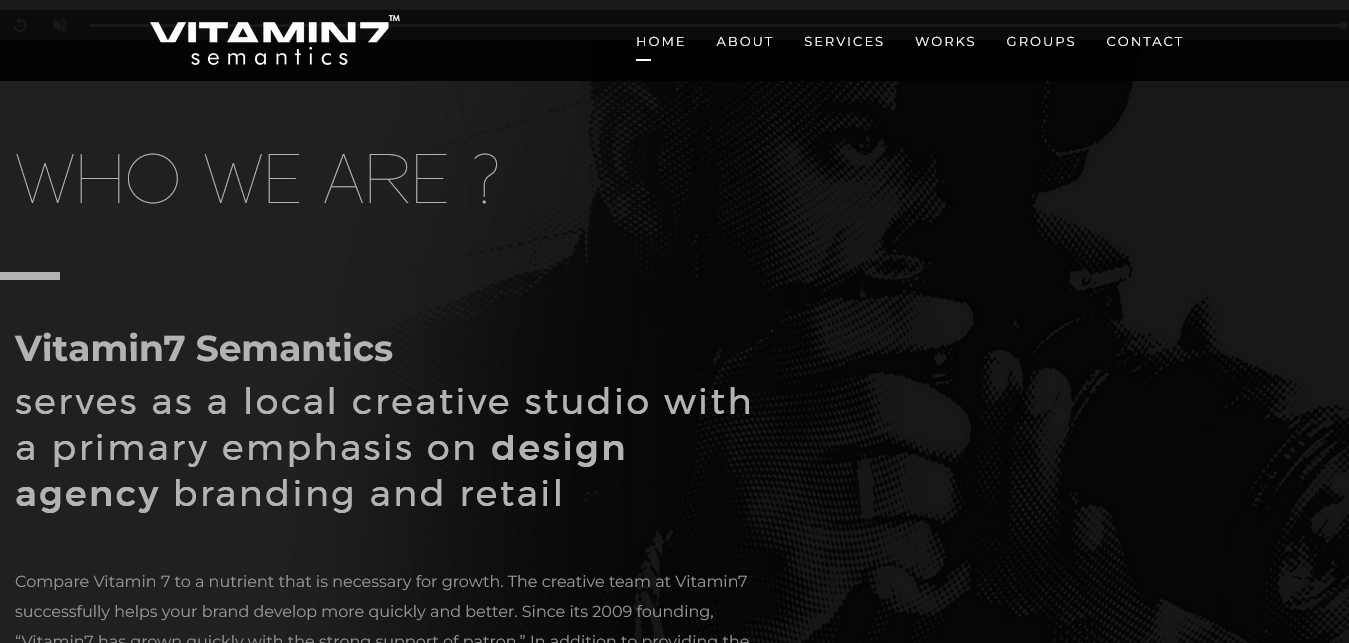 VITAMIN7™
semantics
HOME ABOUT SERVICES WORKS GROUPS CONTACT
WHO WE ARE ?
Vitamin7 Semantics
serves as a local creative studio with
a primary emphasis on design
agency branding and retail
Compare Vitamin 7 to a nutrient that is necessary for growth. The creative team at Vitamin7
successfully helps your brand develop more quickly and better. Since its 2009 founding,
“Vitamin7 has grown quickly with the strong support of patron.” In addition to providing the